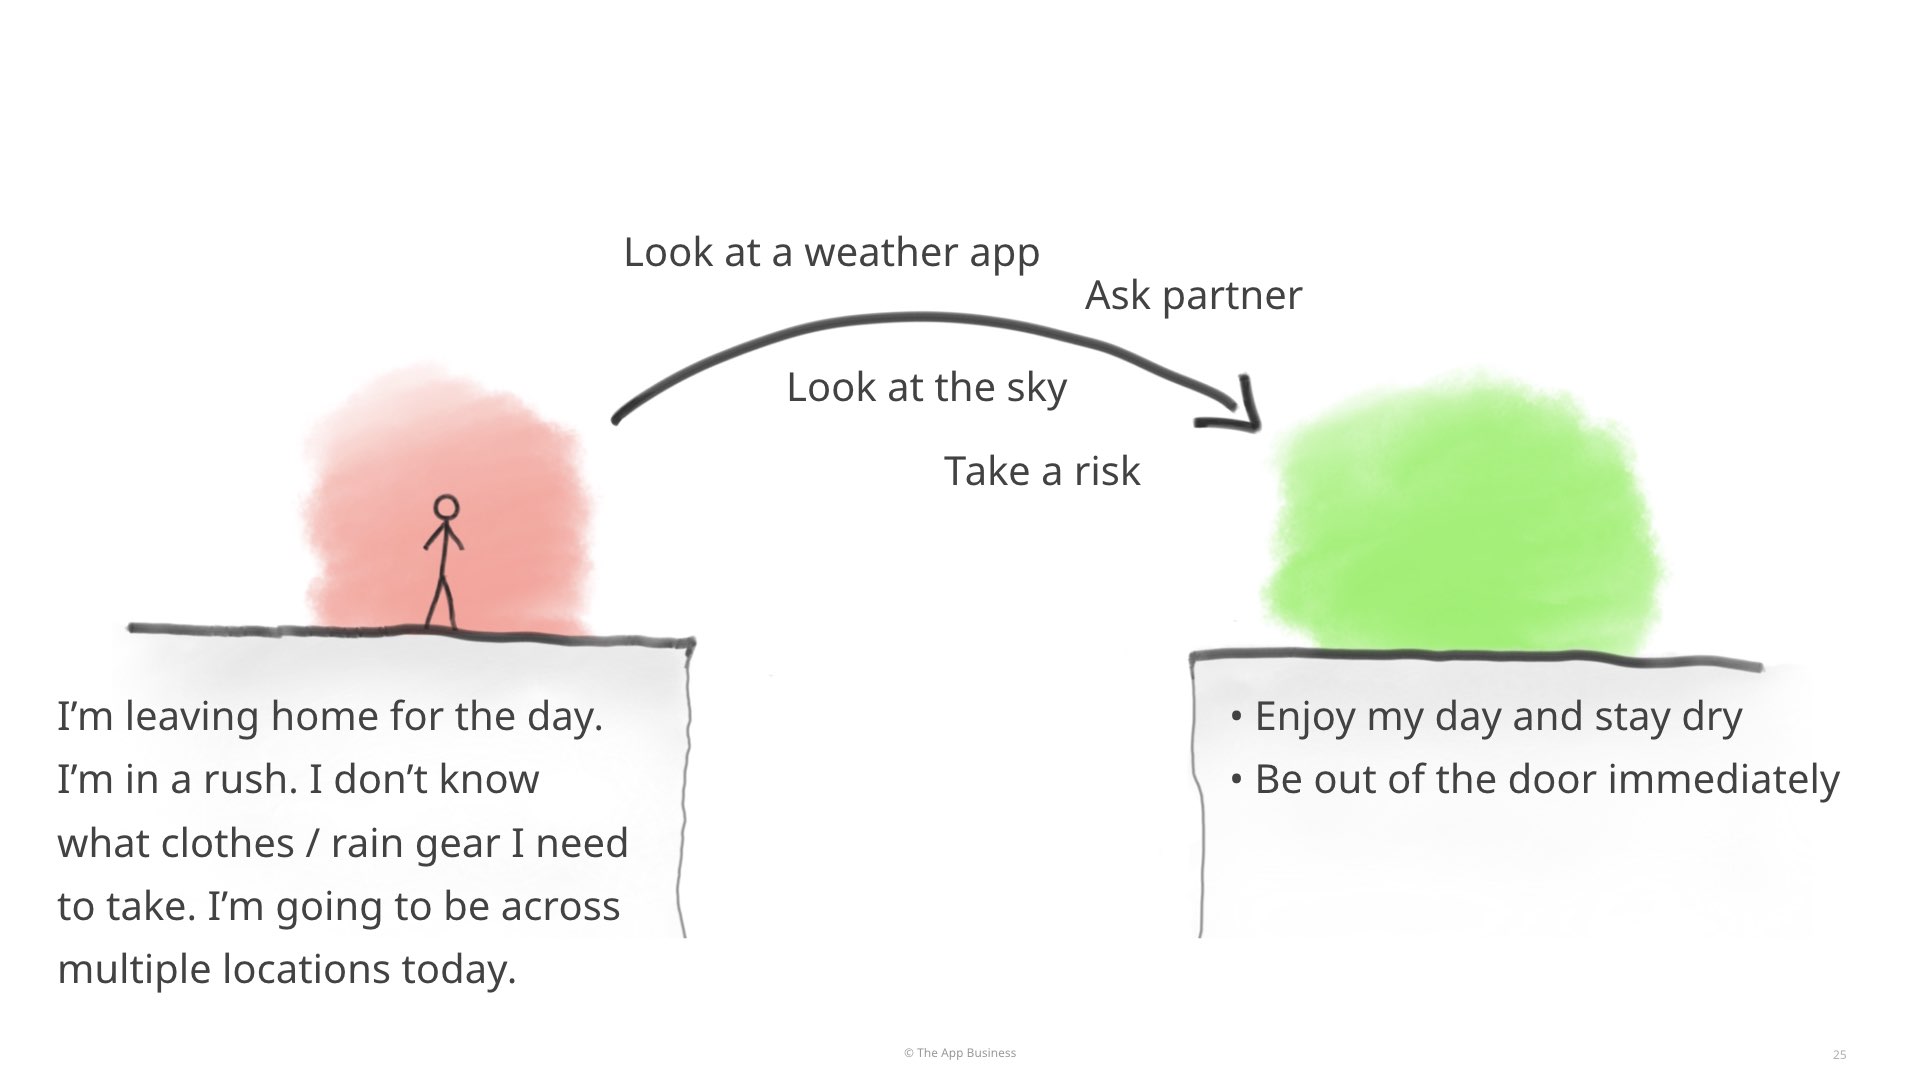 Look at a weather app
Ask partner
Look at the sky
Take a risk
I’m leaving home for the day.
I’m in a rush. I don’t know
what clothes / rain gear I need
to take. I’m going to be across
multiple locations today.
• Enjoy my day and stay dry
• Be out of the door immediately
© The App Business
25